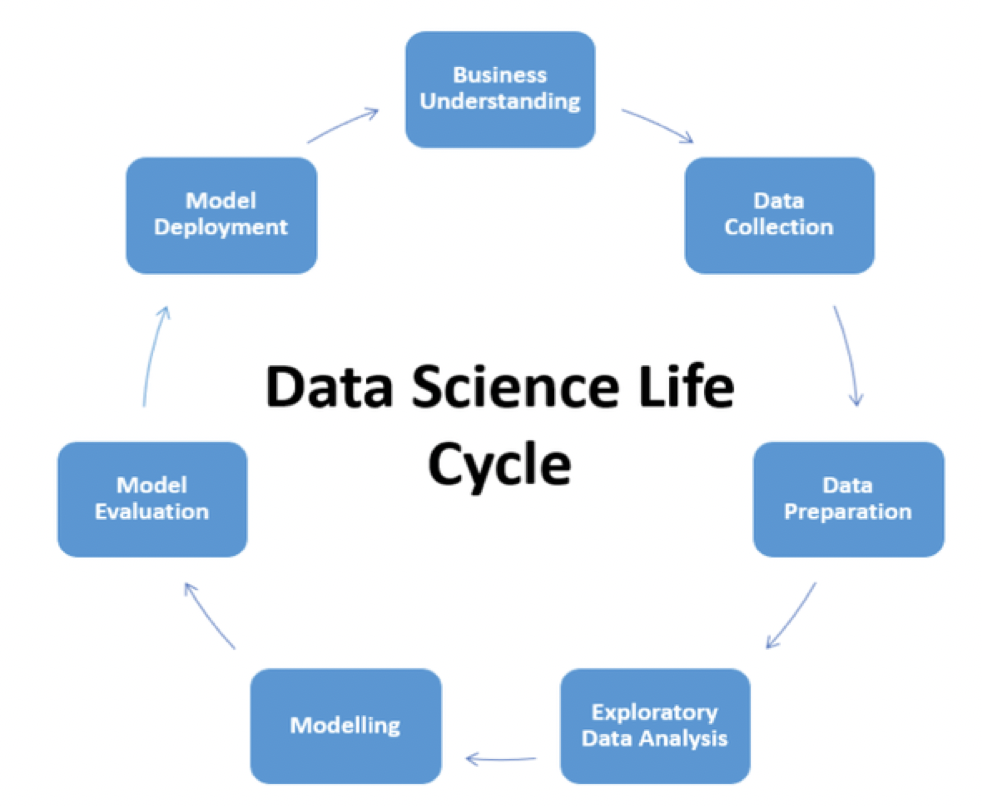 Business
Understanding
Data
Collection
Data
Preparation
Exploratory
Data Analysis
Modelling
Model
Evaluation
Model
Deployment
Data Science Life
Cycle